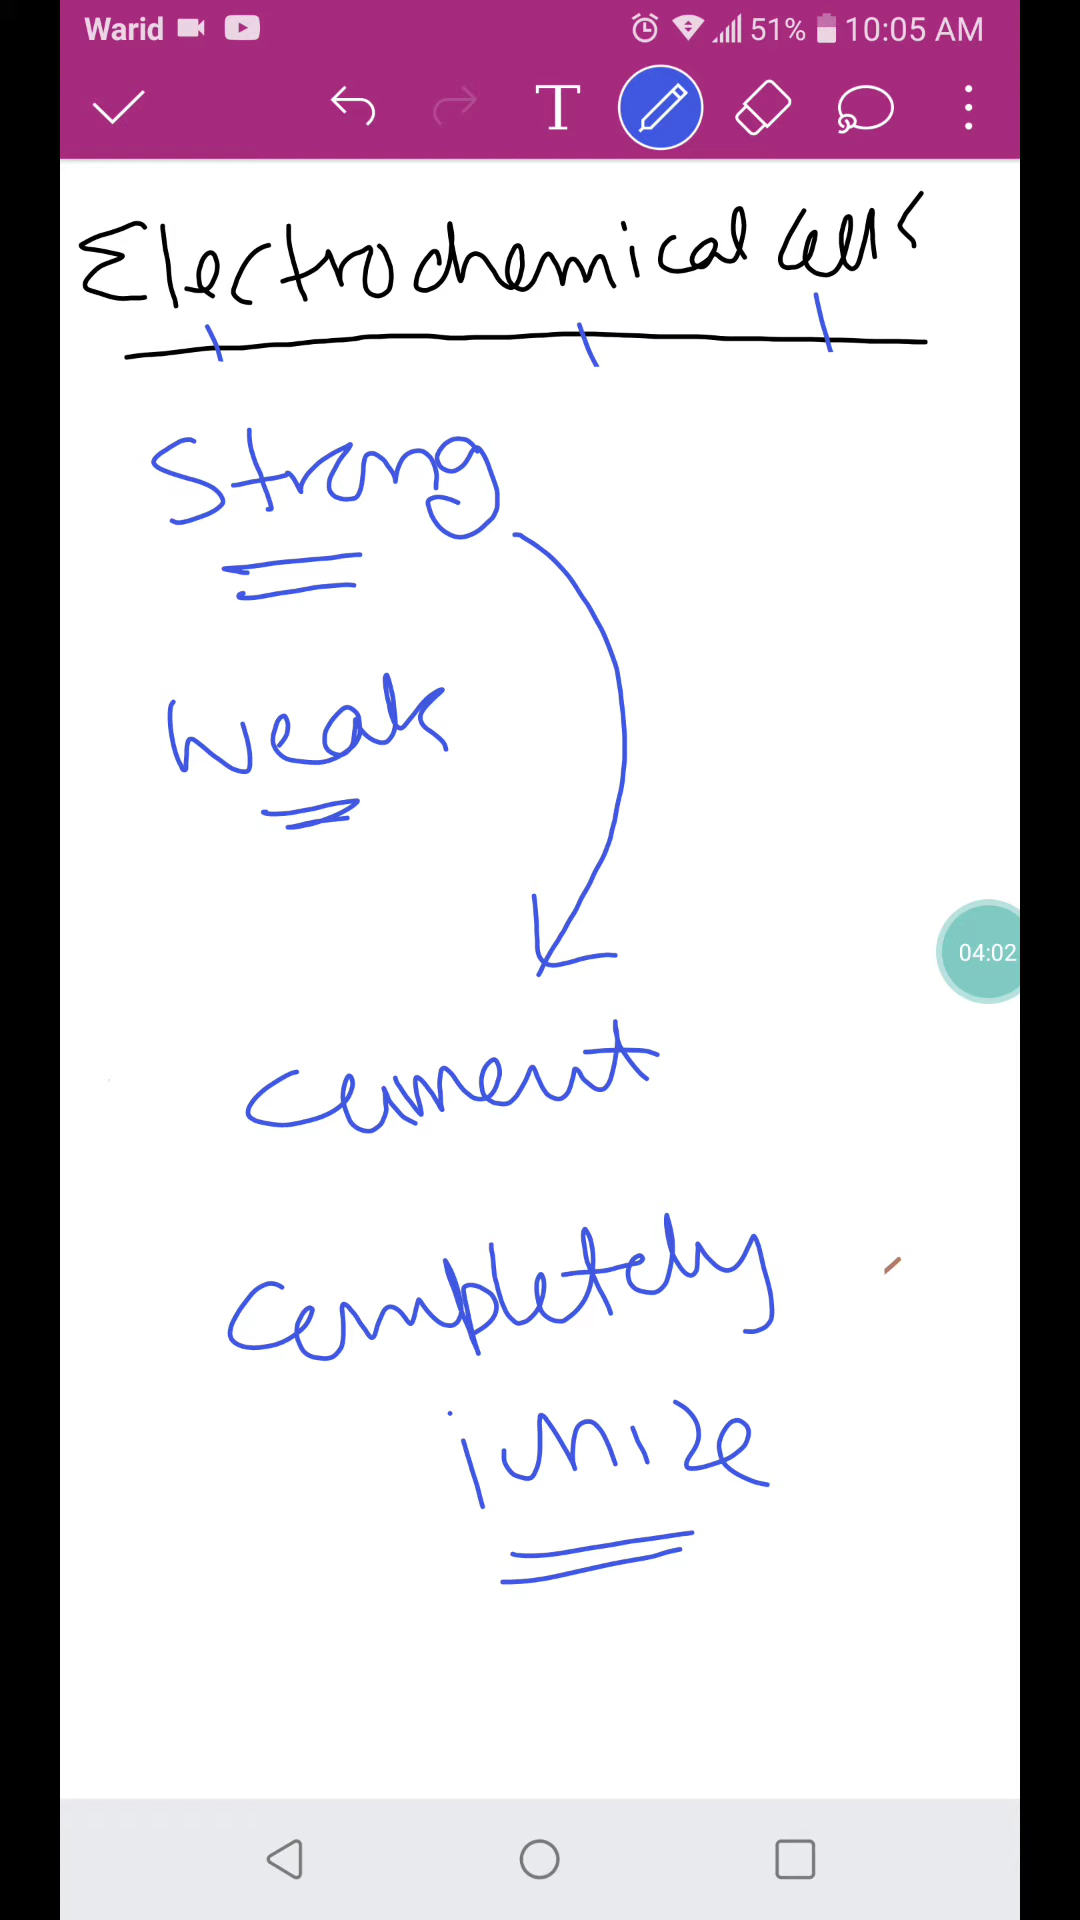 Warid 51% 10:05 AM
T
Electrochemical cells
Strong
Weak
04:02
Current
Completely
ionize